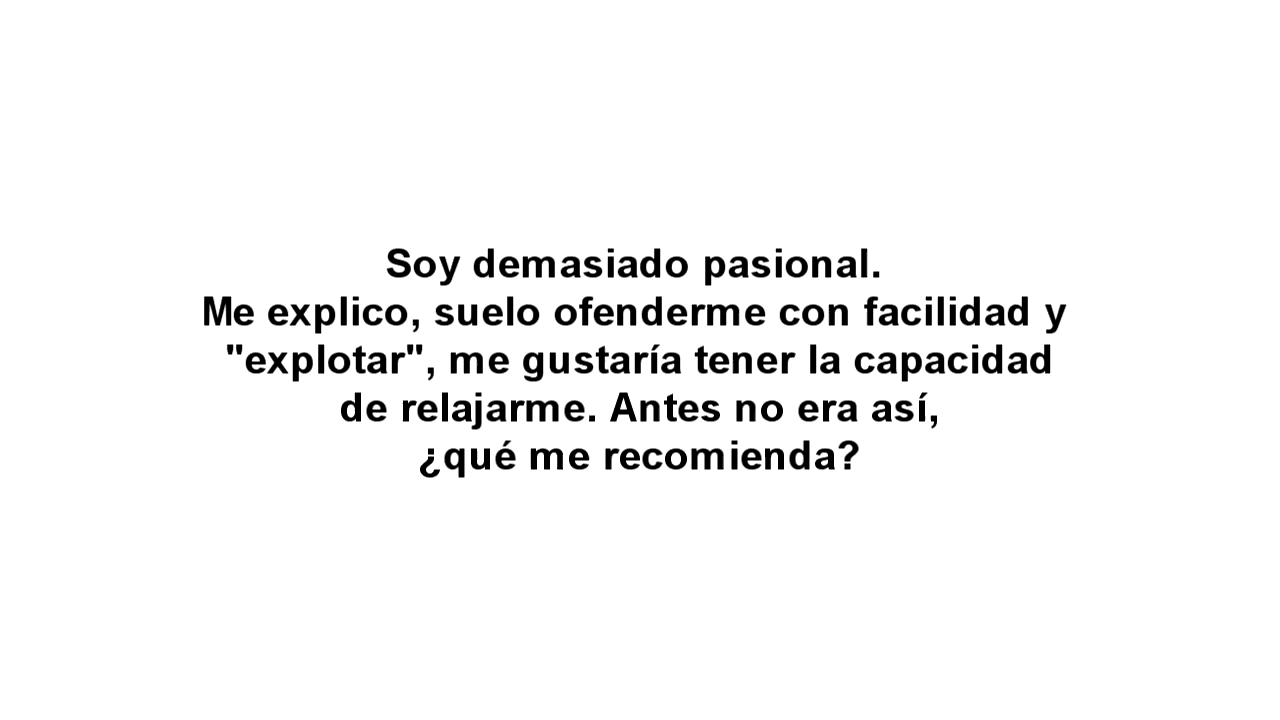 Soy demasiado pasional.
Me explico, suelo ofenderme con facilidad y
"explotar", me gustaría tener la capacidad
de relajarme. Antes no era así,
¿qué me recomienda?